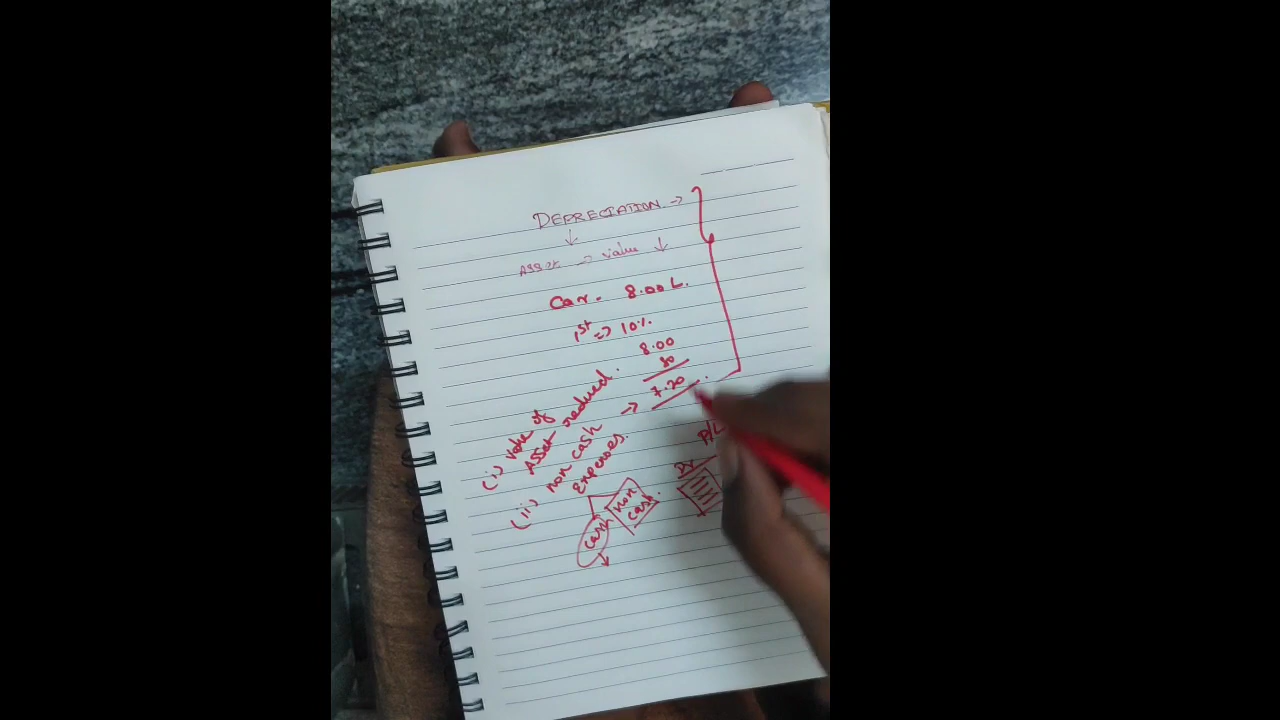 DEPRECIATION →
↓
Asset → value ↓
Car - 8.00 L.
1st => 10%
8.00
80
→ 7.20
(i) value of
Asset reduced.
(ii) non cash
Expenses.
cash
non
cash.
P/L
Dr